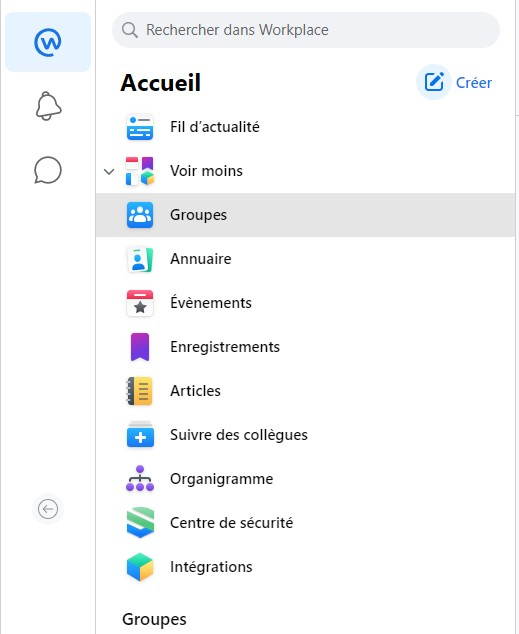 Rechercher dans Workplace
Accueil
Créer
Fil d’actualité
Voir moins
Groupes
Annuaire
Évènements
Enregistrements
Articles
Suivre des collègues
Organigramme
Centre de sécurité
Intégrations
Groupes